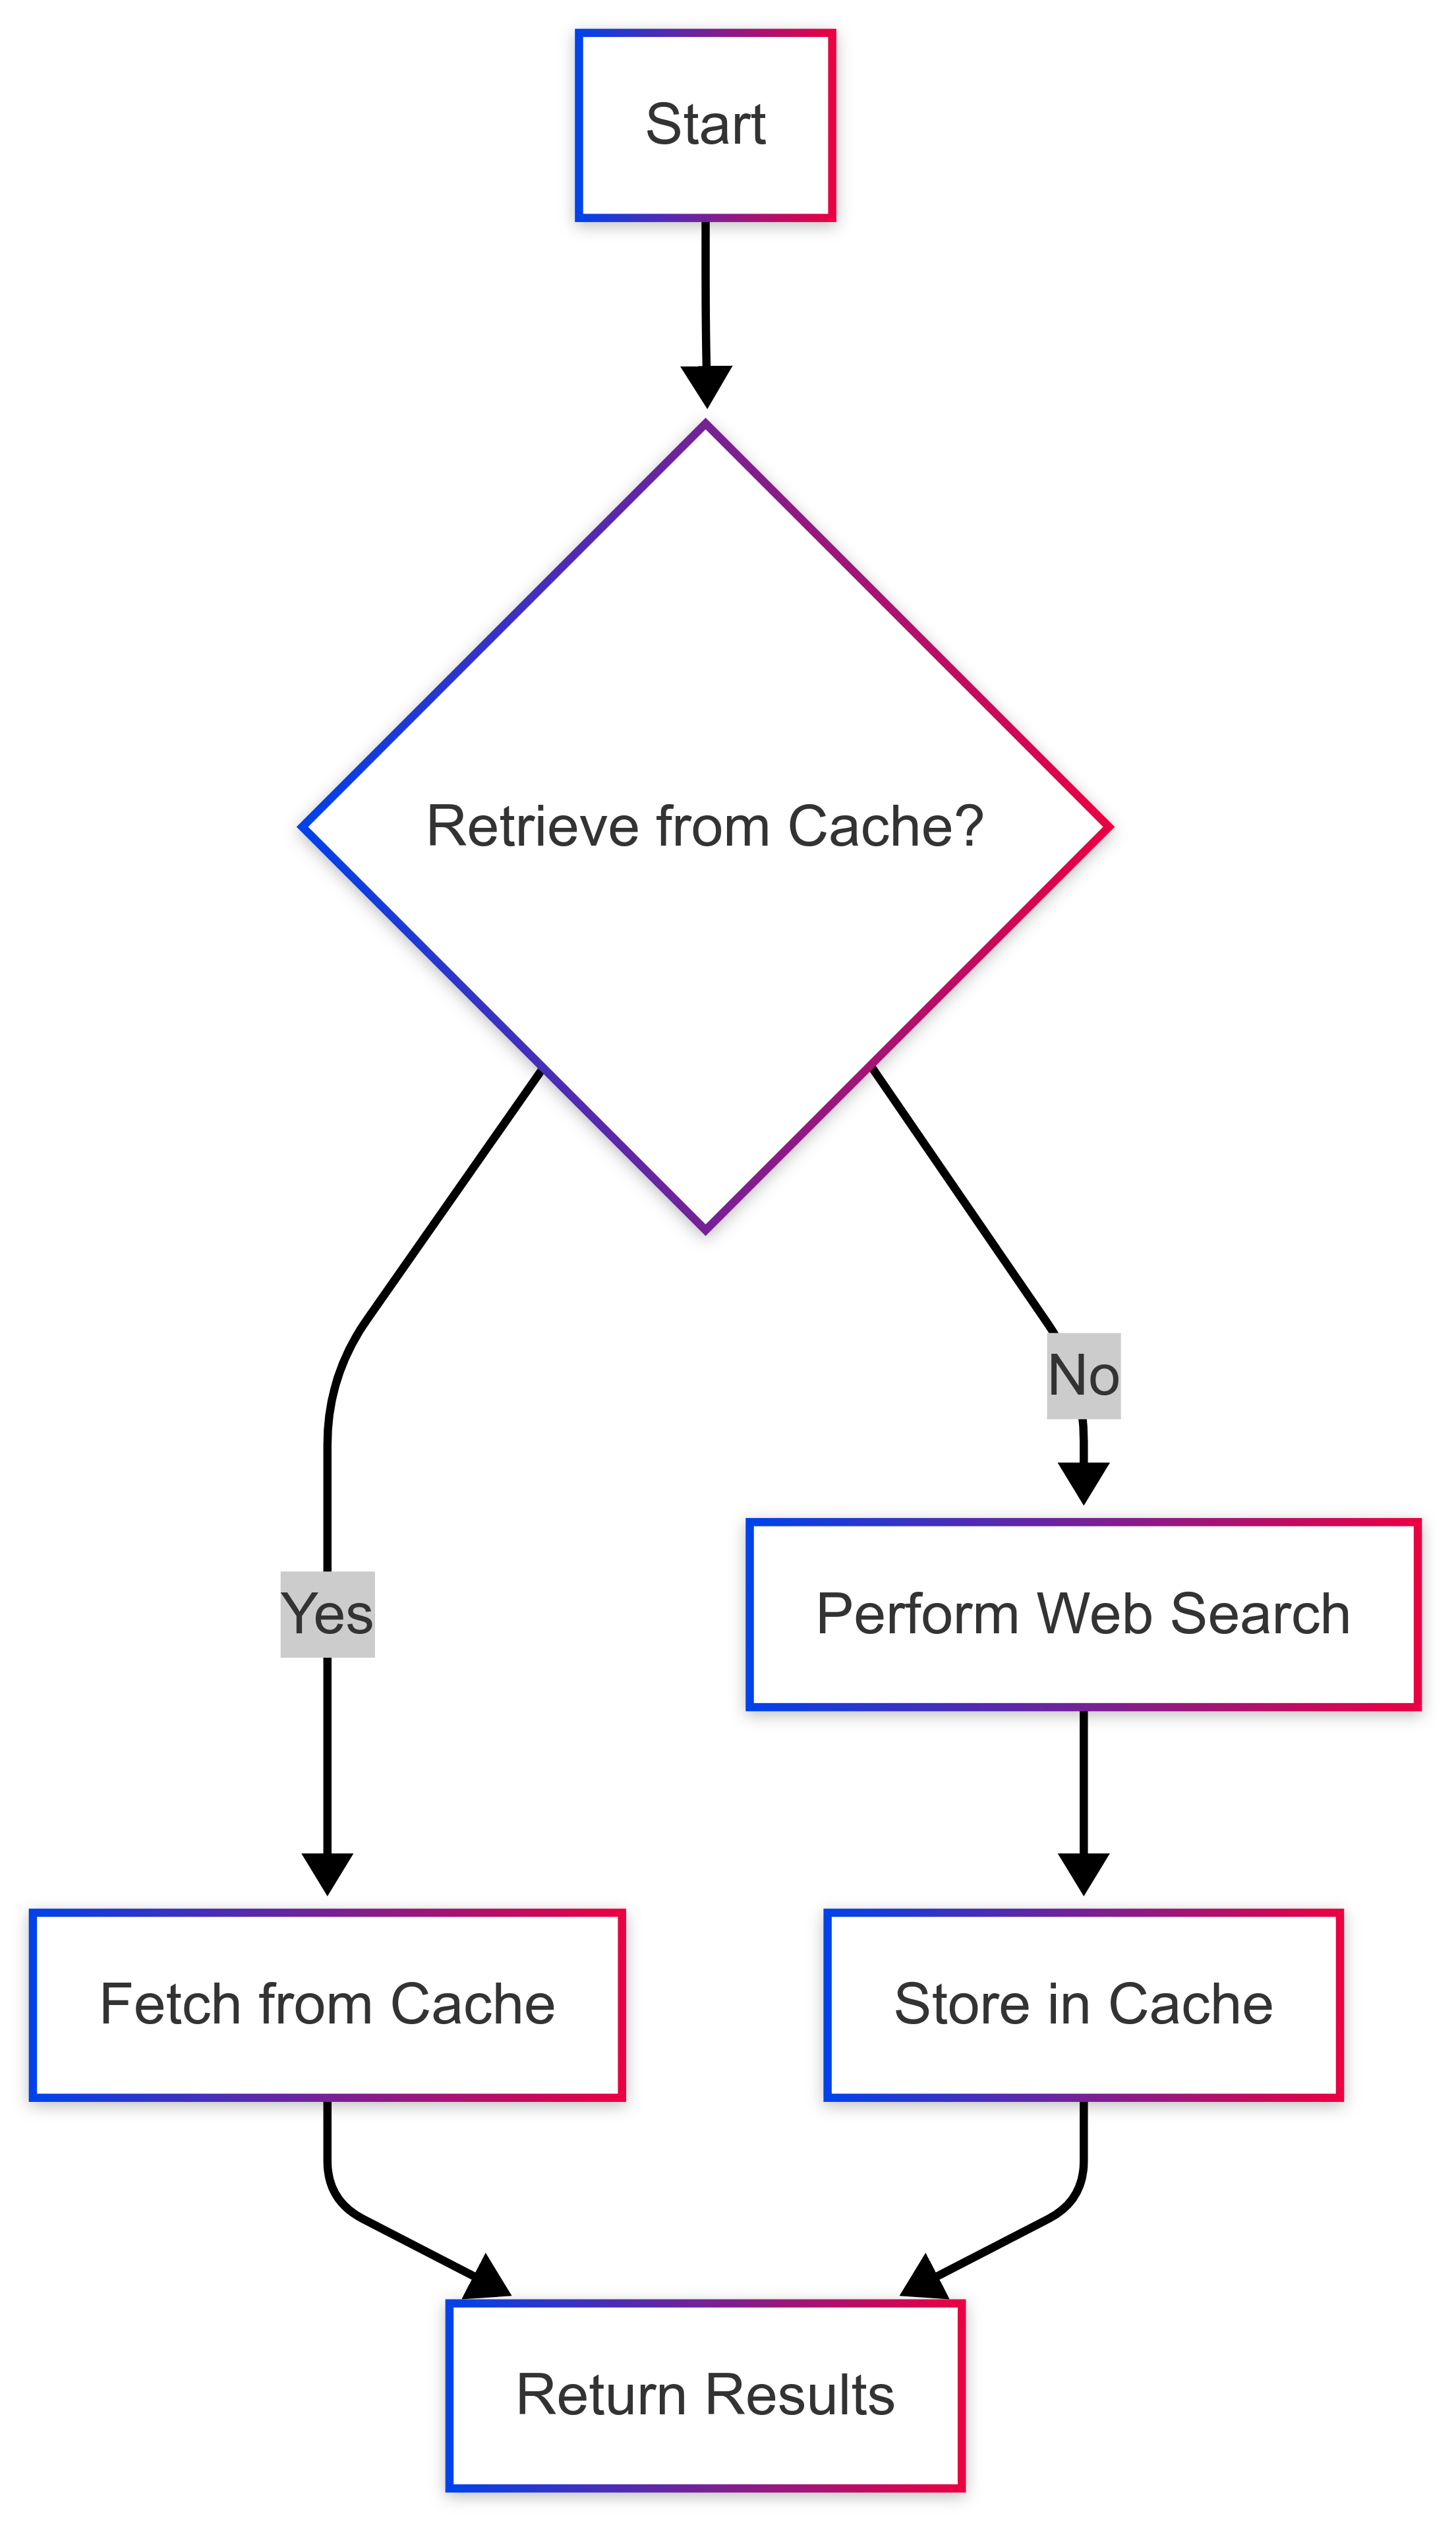 Start
Retrieve from Cache?
No
Yes
Perform Web Search
Fetch from Cache
Store in Cache
Return Results